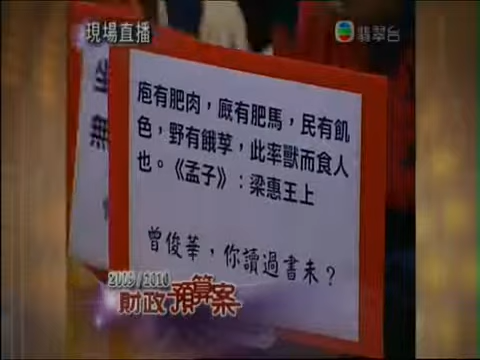 現場直播
翡翠台
庖有肥肉，廐有肥馬，民有飢
色，野有餓莩，此率獸而食人
也。《孟子》：梁惠王上
曾俊華，你讀過書未？
2009/2010
財政預算案